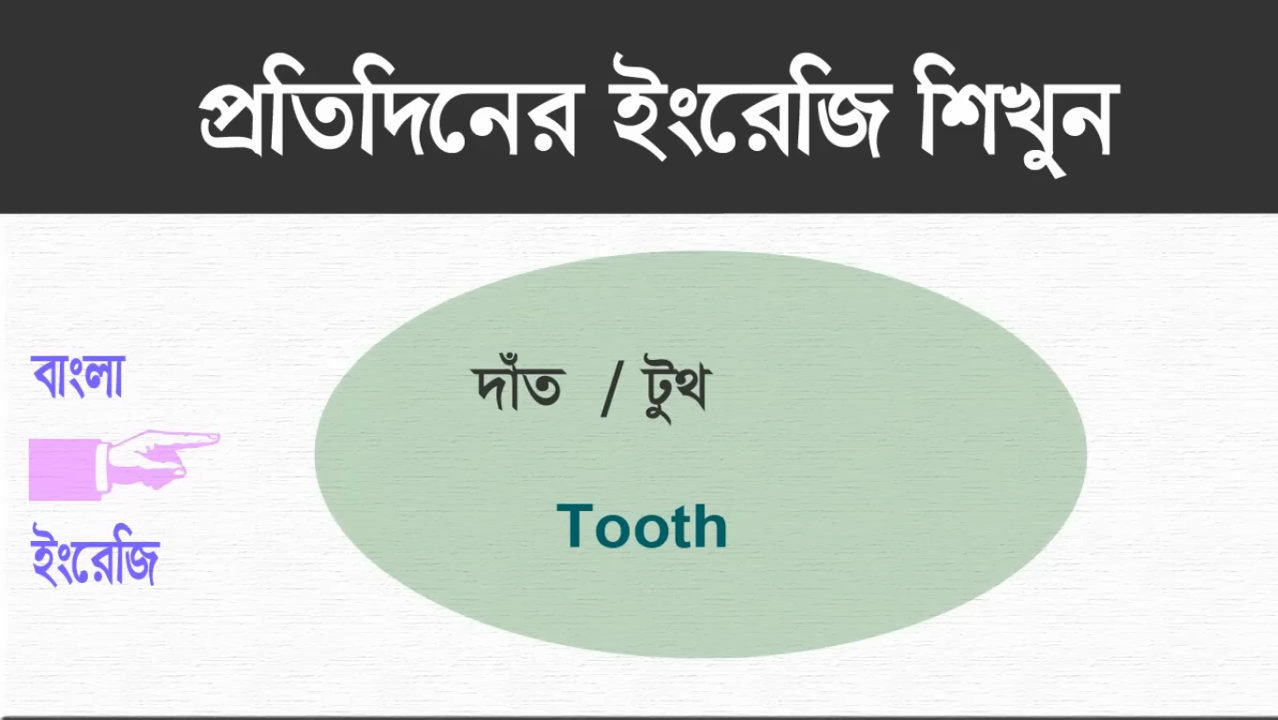 প্রতিদিনের ইংরেজি শিখুন
বাংলা
ইংরেজি
দাঁত / টুথ
Tooth